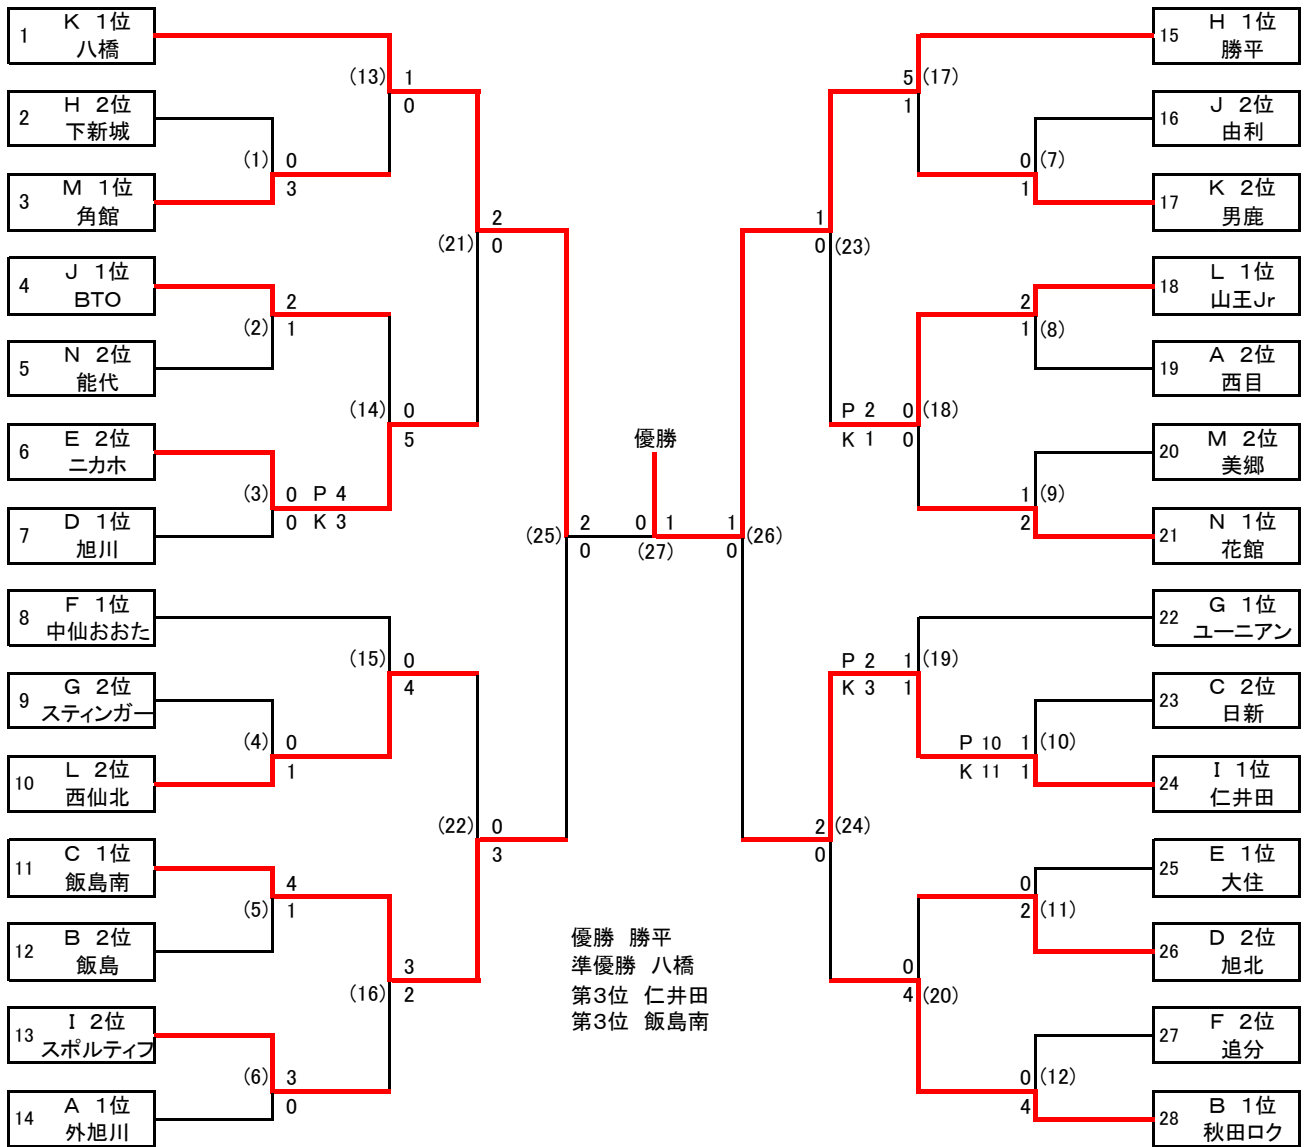 1 K 1位
八橋
2 H 2位
下新城
3 M 1位
角館
4 J 1位
BTO
5 N 2位
能代
6 E 2位
ニカホ
7 D 1位
旭川
8 F 1位
中仙おおた
9 G 2位
スティンガー
10 L 2位
西仙北
11 C 1位
飯島南
12 B 2位
飯島
13 I 2位
スポルティフ
14 A 1位
外旭川
(1) 0
3
(2) 2
1
(3) 0 P 4
0 K 3
(4) 0
1
(5) 4
1
(6) 3
0
(13) 1
0
(14) 0
5
(15) 0
4
(16) 3
2
(21) 2
0
(22) 0
3
(25) 2
0
優勝
0 1
(27)
1 (26)
0
1
0 (23)
2 (24)
0
5 (17)
1
P 2 0 (18)
K 1 0
P 2 1 (19)
K 3 1
0
4 (20)
0 (7)
1
2
1 (8)
1 (9)
2
P 10 1 (10)
K 11 1
0
2 (11)
0 (12)
4
15 H 1位
勝平
16 J 2位
由利
17 K 2位
男鹿
18 L 1位
山王Jr
19 A 2位
西目
20 M 2位
美郷
21 N 1位
花館
22 G 1位
ユーニアン
23 C 2位
日新
24 I 1位
仁井田
25 E 1位
大住
26 D 2位
旭北
27 F 2位
追分
28 B 1位
秋田ロク
優勝 勝平
準優勝 八橋
第3位 仁井田
第3位 飯島南